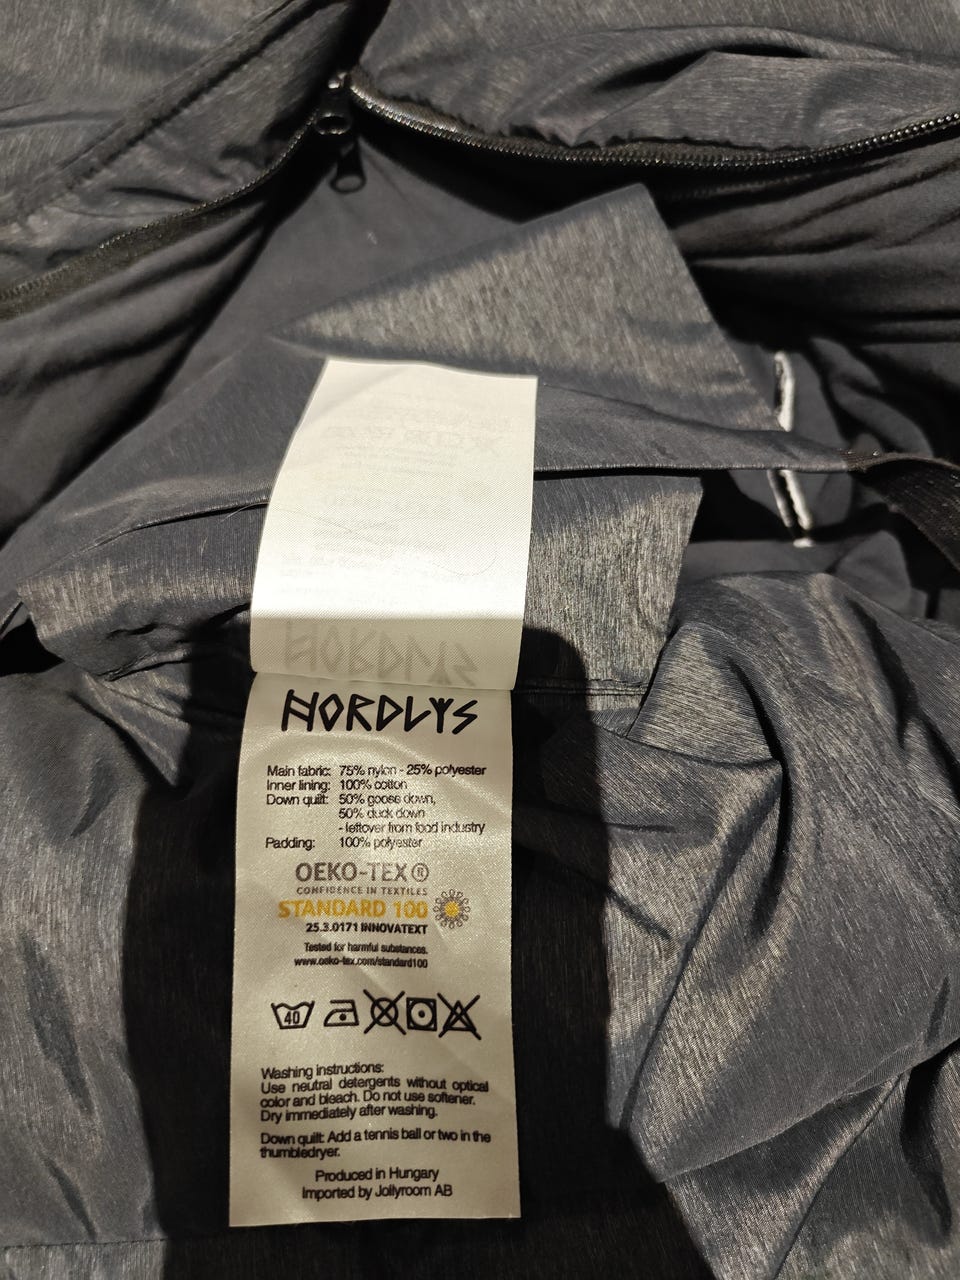 NORDLYS
Main fabric: 75% nylon - 25% polyester
Inner lining: 100% cotton
Down quilt: 50% goose down,
50% duck down
- leftover from food industry
Padding: 100% polyester
OEKO-TEX®
CONFIDENCE IN TEXTILES
STANDARD 100
25.3.0171 INNOVATEXT
Tested for harmful substances.
www.oeko-tex.com/standard100
40
Washing instructions:
Use neutral detergents without optical
color and bleach. Do not use softener.
Dry immediately after washing.
Down quilt: Add a tennis ball or two in the
thumbledryer.
Produced in Hungary
Imported by Jollyroom AB